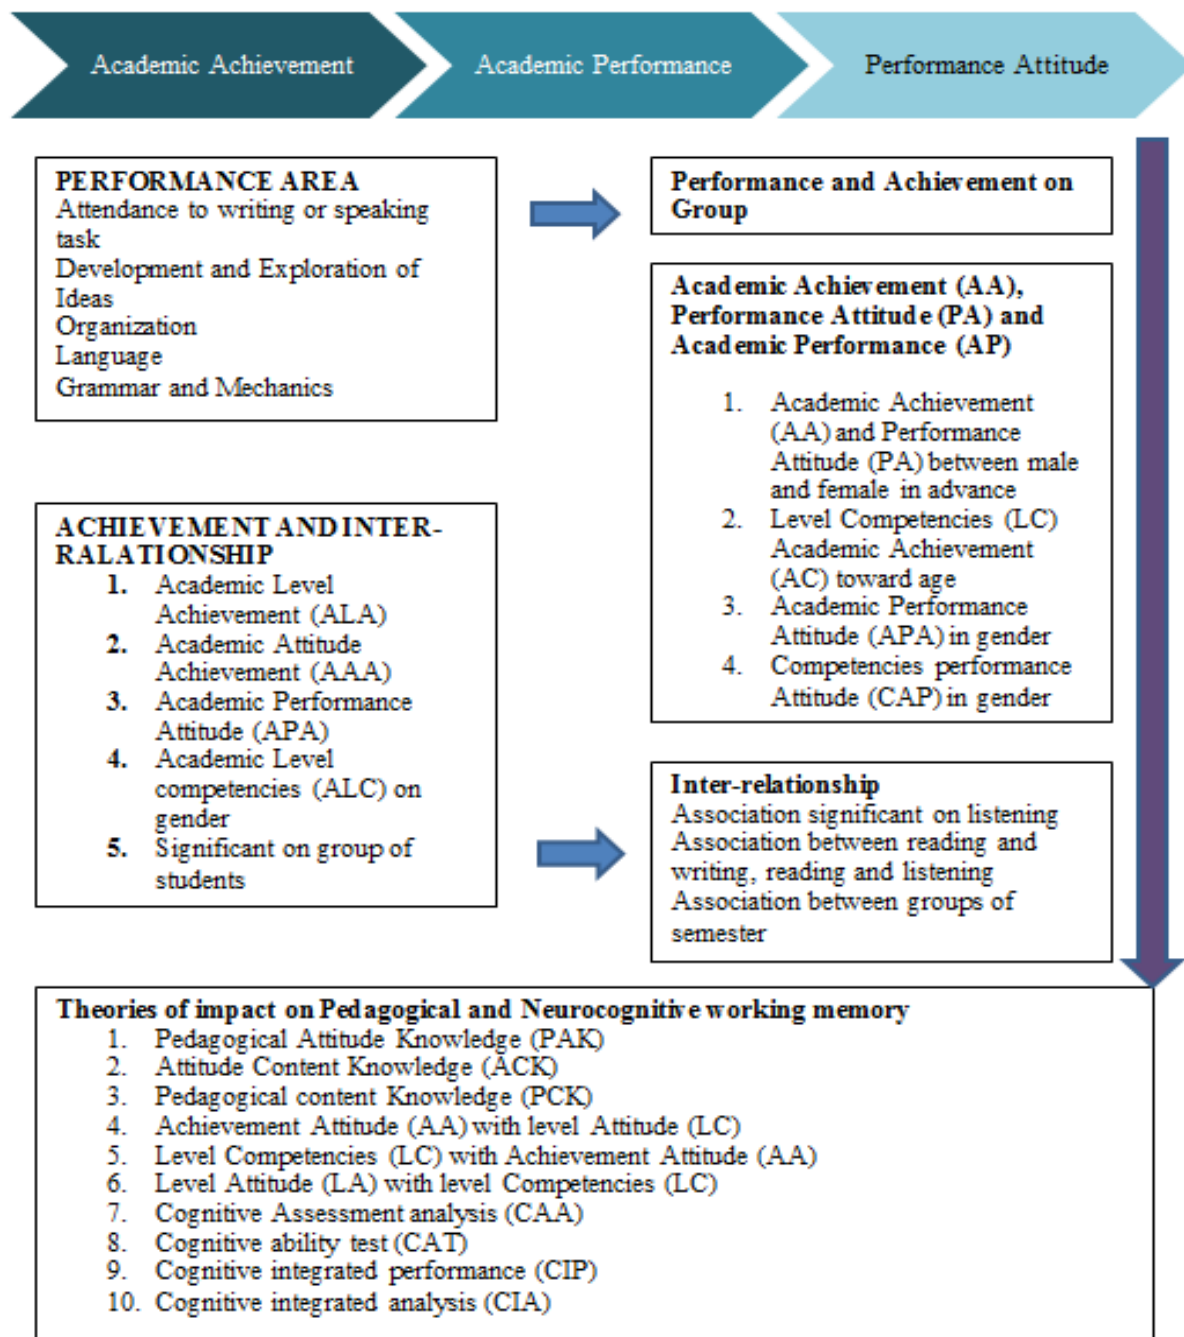 Academic Achievement
Academic Performance
Performance Attitude
PERFORMANCE AREA
Attendance to writing or speaking
task
Development and Exploration of
Ideas
Organization
Language
Grammar and Mechanics
Performance and Achievement on
Group
Academic Achievement (AA),
Performance Attitude (PA) and
Academic Performance (AP)
1. Academic Achievement
(AA) and Performance
Attitude (PA) between male
and female in advance
2. Level Competencies (LC)
Academic Achievement
(AC) toward age
3. Academic Performance
Attitude (APA) in gender
4. Competencies performance
Attitude (CAP) in gender
ACHIEVEMENT AND INTER-
RALATIONSHIP
1. Academic Level
Achievement (ALA)
2. Academic Attitude
Achievement (AAA)
3. Academic Performance
Attitude (APA)
4. Academic Level
competencies (ALC) on
gender
5. Significant on group of
students
Inter-relationship
Association significant on listening
Association between reading and
writing, reading and listening
Association between groups of
semester
Theories of impact on Pedagogical and Neurocognitive working memory
1. Pedagogical Attitude Knowledge (PAK)
2. Attitude Content Knowledge (ACK)
3. Pedagogical content Knowledge (PCK)
4. Achievement Attitude (AA) with level Attitude (LC)
5. Level Competencies (LC) with Achievement Attitude (AA)
6. Level Attitude (LA) with level Competencies (LC)
7. Cognitive Assessment analysis (CAA)
8. Cognitive ability test (CAT)
9. Cognitive integrated performance (CIP)
10. Cognitive integrated analysis (CIA)